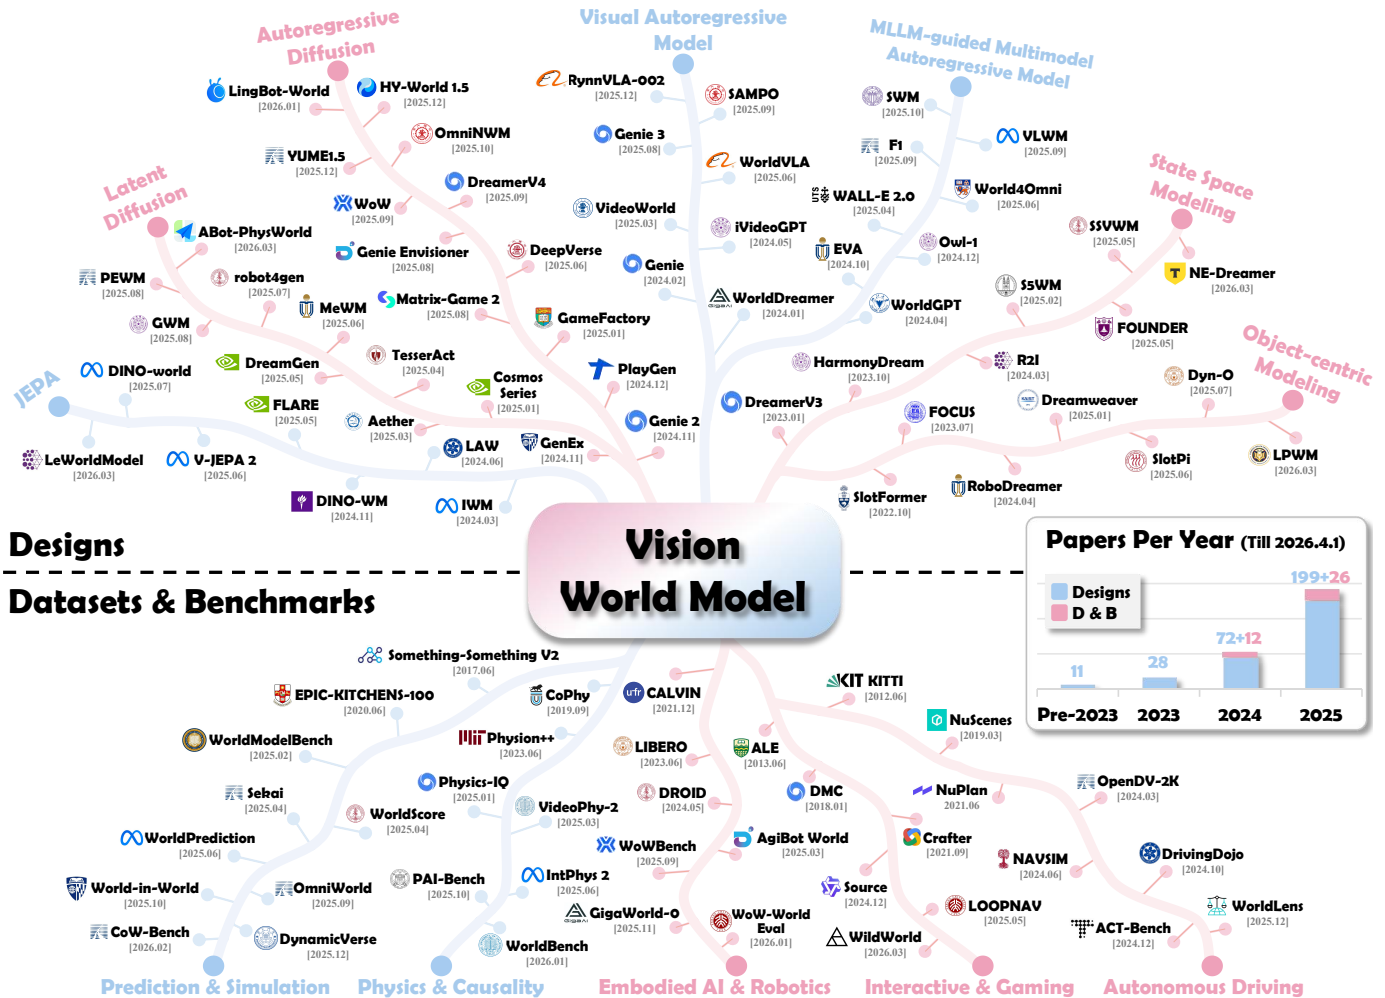 Autoregressive
Diffusion
LingBot-World
[2026.01]
HY-World 1.5
[2025.12]
OmniNWM
[2025.10]
YUME1.5
[2025.12]
DreamerV4
[2025.09]
WoW
[2025.09]
Genie Envisioner
[2025.08]
DeepVerse
[2025.06]
Matrix-Game 2
[2025.08]
GameFactory
[2025.01]
PlayGen
[2024.12]
Genie 2
[2024.11]
GenEx
[2024.11]
Visual Autoregressive
Model
RynnVLA-002
[2025.12]
SAMPO
[2025.09]
Genie 3
[2025.08]
WorldVLA
[2025.06]
VideoWorld
[2025.03]
iVideoGPT
[2024.05]
Genie
[2024.02]
GIGAAI
WorldDreamer
[2024.01]
MLLM-guided Multimodel
Autoregressive Model
SWM
[2025.10]
VLWM
[2025.09]
F1
[2025.09]
UTS
WALL-E 2.0
[2025.04]
World4Omni
[2025.06]
EVA
[2024.10]
Owl-1
[2024.12]
WorldGPT
[2024.04]
State Space
Modeling
SSVWM
[2025.05]
NE-Dreamer
[2026.03]
S5WM
[2025.02]
FOUNDER
[2025.05]
R2I
[2024.03]
HarmonyDream
[2023.10]
DreamerV3
[2023.01]
Object-centric
Modeling
Dyn-O
[2025.07]
Dreamweaver
[2025.01]
FOCUS
[2023.07]
LPWM
[2026.03]
SlotPi
[2025.06]
RoboDreamer
[2024.04]
SlotFormer
[2022.10]
Latent
Diffusion
ABot-PhysWorld
[2026.03]
PEWM
[2025.08]
robot4gen
[2025.07]
GWM
[2025.08]
MeWM
[2025.06]
DreamGen
[2025.05]
TesserAct
[2025.04]
Cosmos
Series
[2025.01]
Aether
[2025.03]
JEPA
DINO-world
[2025.07]
FLARE
[2025.05]
LAW
[2024.06]
LeWorldModel
[2026.03]
V-JEPA 2
[2025.06]
DINO-WM
[2024.11]
IWM
[2024.03]
Designs
Vision
World Model
Datasets & Benchmarks
Papers Per Year (Till 2026.4.1)
Designs
D & B
11
28
72+12
199+26
Pre-2023
2023
2024
2025
Something-Something V2
[2017.06]
EPIC-KITCHENS-100
[2020.06]
WorldModelBench
[2025.02]
Sekai
[2025.04]
WorldScore
[2025.04]
WorldPrediction
[2025.06]
World-in-World
[2025.10]
OmniWorld
[2025.09]
CoW-Bench
[2026.02]
DynamicVerse
[2025.12]
Prediction & Simulation
CoPhy
[2019.09]
Physion++
[2023.06]
Physics-IQ
[2025.01]
VideoPhy-2
[2025.03]
PAI-Bench
[2025.10]
IntPhys 2
[2025.06]
WorldBench
[2026.01]
Physics & Causality
CALVIN
[2021.12]
LIBERO
[2023.06]
DROID
[2024.05]
AgiBot World
[2025.03]
WoWBench
[2025.09]
GIGAAI
GigaWorld-0
[2025.11]
WoW-World
Eval
[2026.01]
Embodied AI & Robotics
ALE
[2013.06]
DMC
[2018.01]
Crafter
[2021.09]
Source
[2024.12]
LOOPNAV
[2025.05]
WildWorld
[2026.03]
Interactive & Gaming
KIT KITTI
[2012.06]
NuScenes
[2019.03]
NuPlan
2021.06
OpenDV-2K
[2024.03]
NAVSIM
[2024.06]
DrivingDojo
[2024.10]
ACT-Bench
[2024.12]
WorldLens
[2025.12]
Autonomous Driving